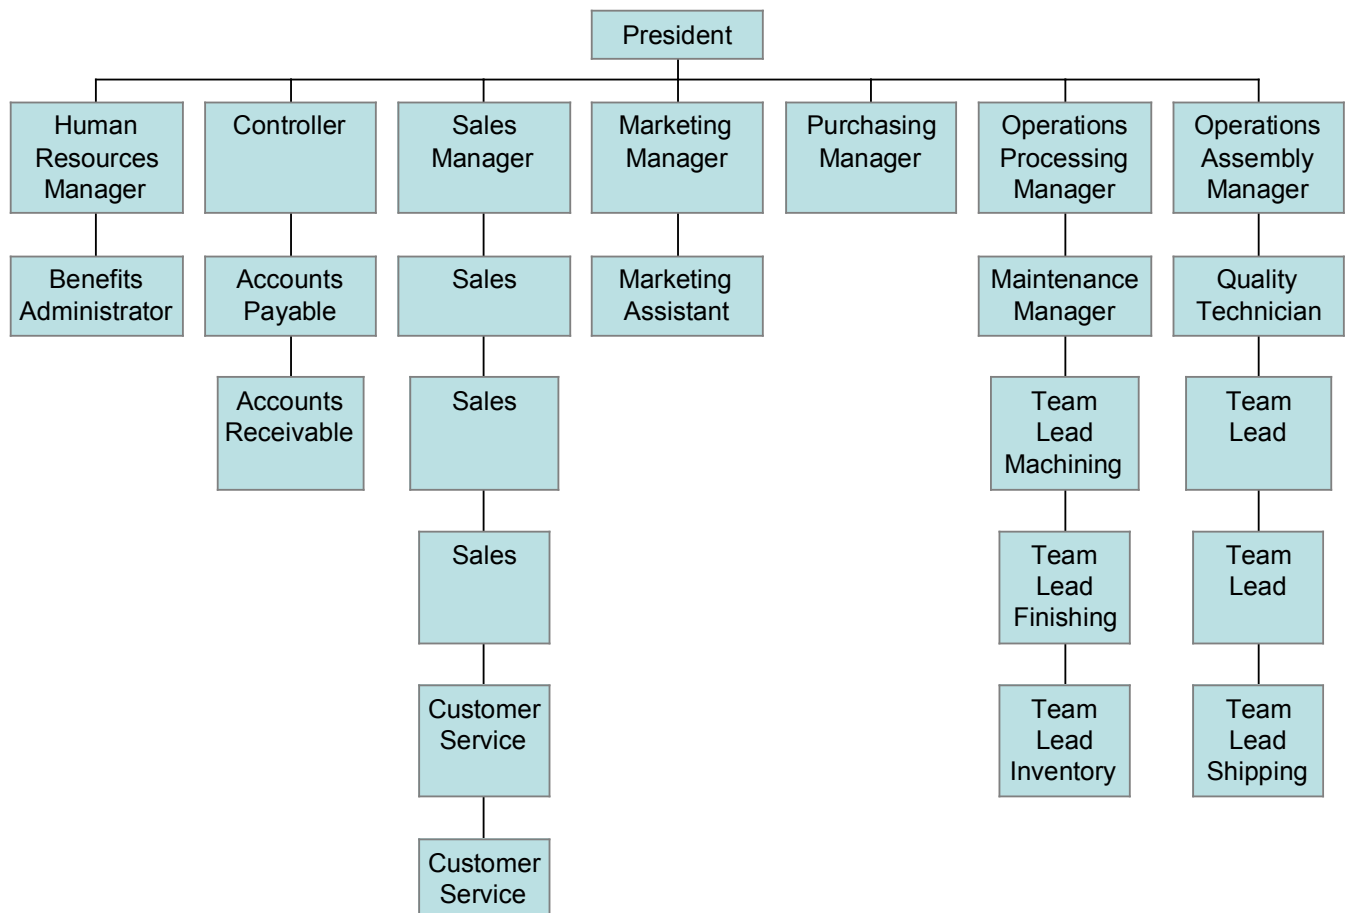 President
Human
Resources
Manager
Controller
Sales
Manager
Marketing
Manager
Purchasing
Manager
Operations
Processing
Manager
Operations
Assembly
Manager
Benefits
Administrator
Accounts
Payable
Sales
Marketing
Assistant
Maintenance
Manager
Quality
Technician
Accounts
Receivable
Sales
Team
Lead
Machining
Team
Lead
Sales
Team
Lead
Finishing
Team
Lead
Customer
Service
Team
Lead
Inventory
Team
Lead
Shipping
Customer
Service